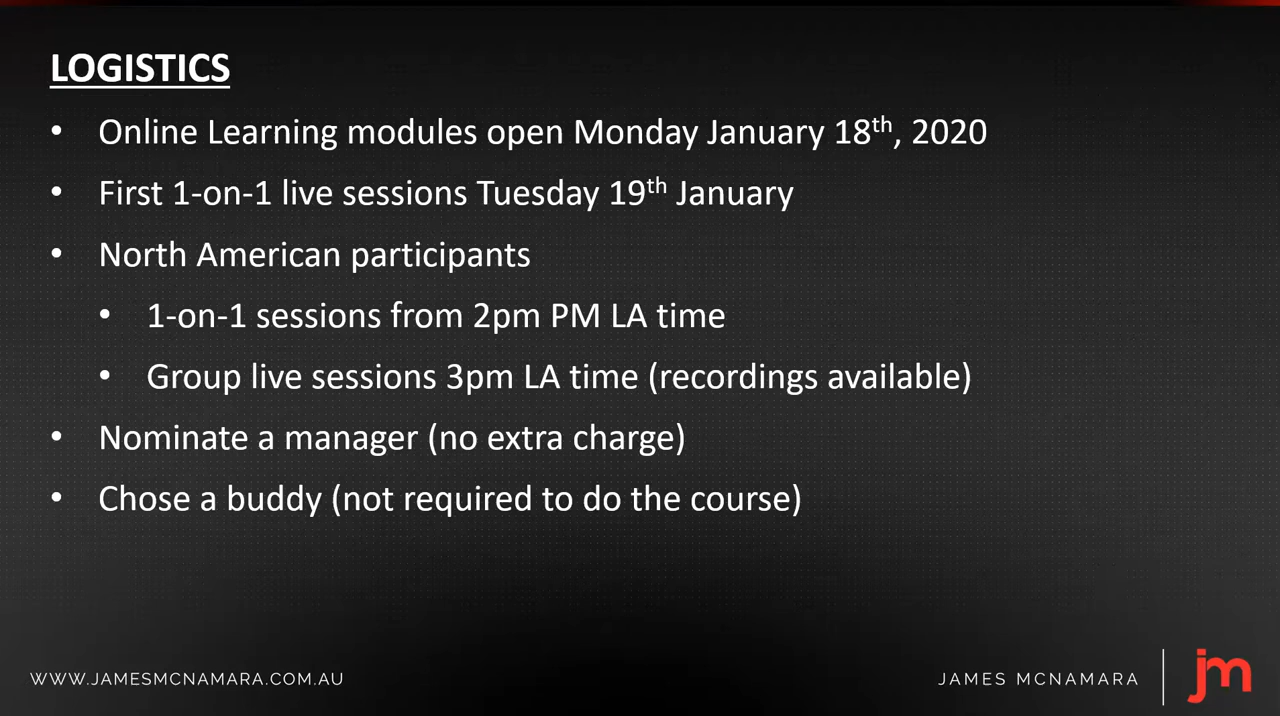 LOGISTICS
• Online Learning modules open Monday January 18th, 2020
• First 1-on-1 live sessions Tuesday 19th January
• North American participants
• 1-on-1 sessions from 2pm PM LA time
• Group live sessions 3pm LA time (recordings available)
• Nominate a manager (no extra charge)
• Chose a buddy (not required to do the course)
WWW.JAMESMCNAMARA.COM.AU
JAMES MCNAMARA
jm